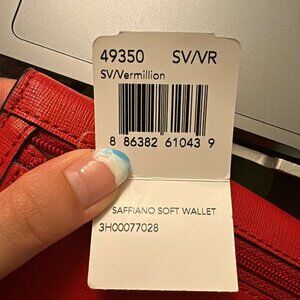 49350 SV/VR
SV/Vermillion
8 86382 61043 9
SAFFIANO SOFT WALLET
3H00077028